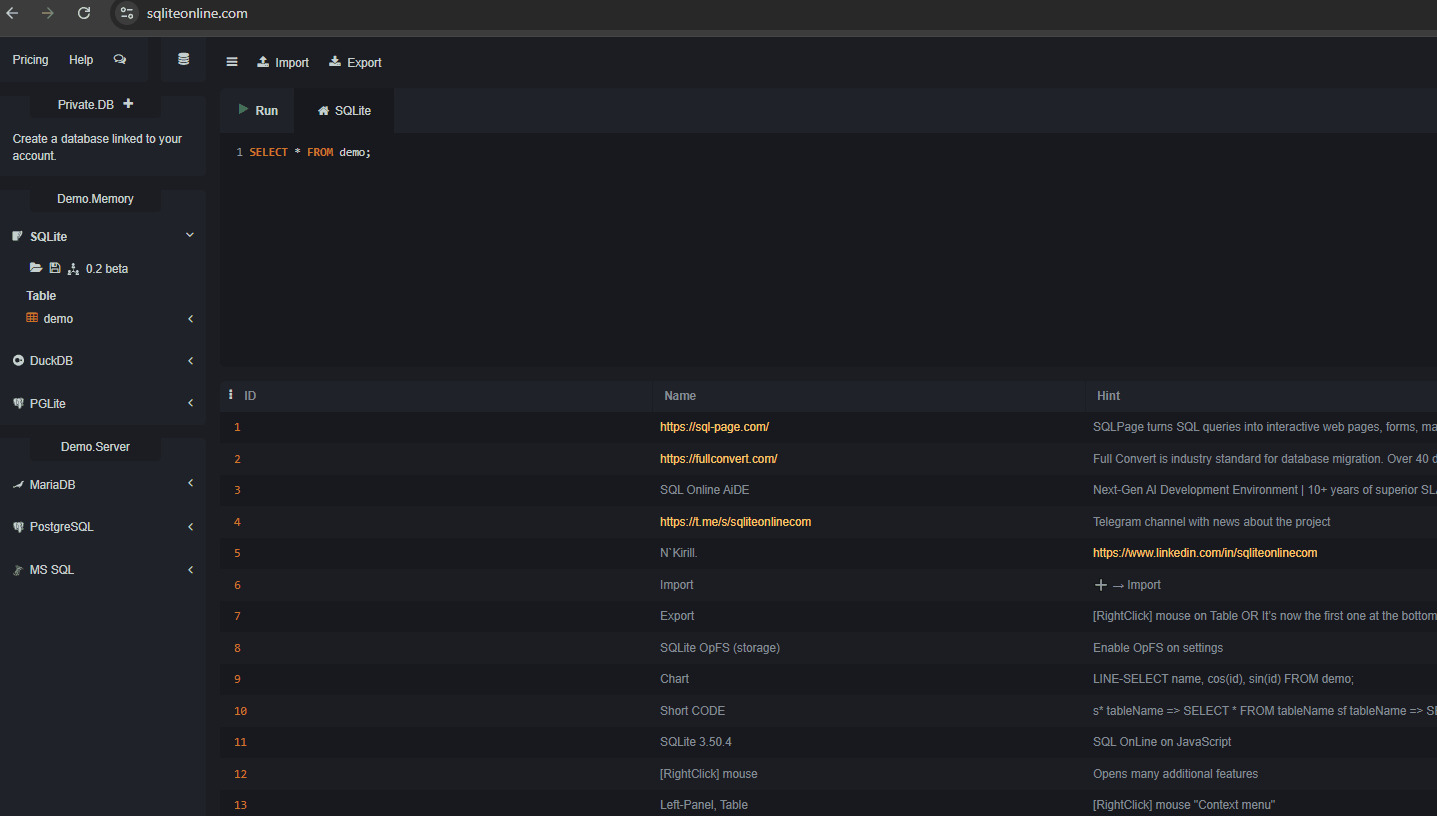 sqliteonline.com
Pricing Help
Import Export
Private.DB
Create a database linked to your
account.
Demo.Memory
SQLite
0.2 beta
Table
demo
DuckDB
PGLite
Demo.Server
MariaDB
PostgreSQL
MS SQL
Run SQLite
1 SELECT * FROM demo;
ID Name Hint
1 https://sql-page.com/ SQLPage turns SQL queries into interactive web pages, forms,
2 https://fullconvert.com/ Full Convert is industry standard for database migration. Over 40
3 SQL Online AiDE Next-Gen AI Development Environment | 10+ years of superior
4 https://t.me/s/sqliteonlinecom Telegram channel with news about the project
5 N`Kirill. https://www.linkedin.com/in/sqliteonlinecom
6 Import + → Import
7 Export [RightClick] mouse on Table OR It's now the first one at the bottom
8 SQLite OpFS (storage) Enable OpFS on settings
9 Chart LINE-SELECT name, cos(id), sin(id) FROM demo;
10 Short CODE s* tableName => SELECT * FROM tableName sf tableName =>
11 SQLite 3.50.4 SQL OnLine on JavaScript
12 [RightClick] mouse Opens many additional features
13 Left-Panel, Table [RightClick] mouse "Context menu"